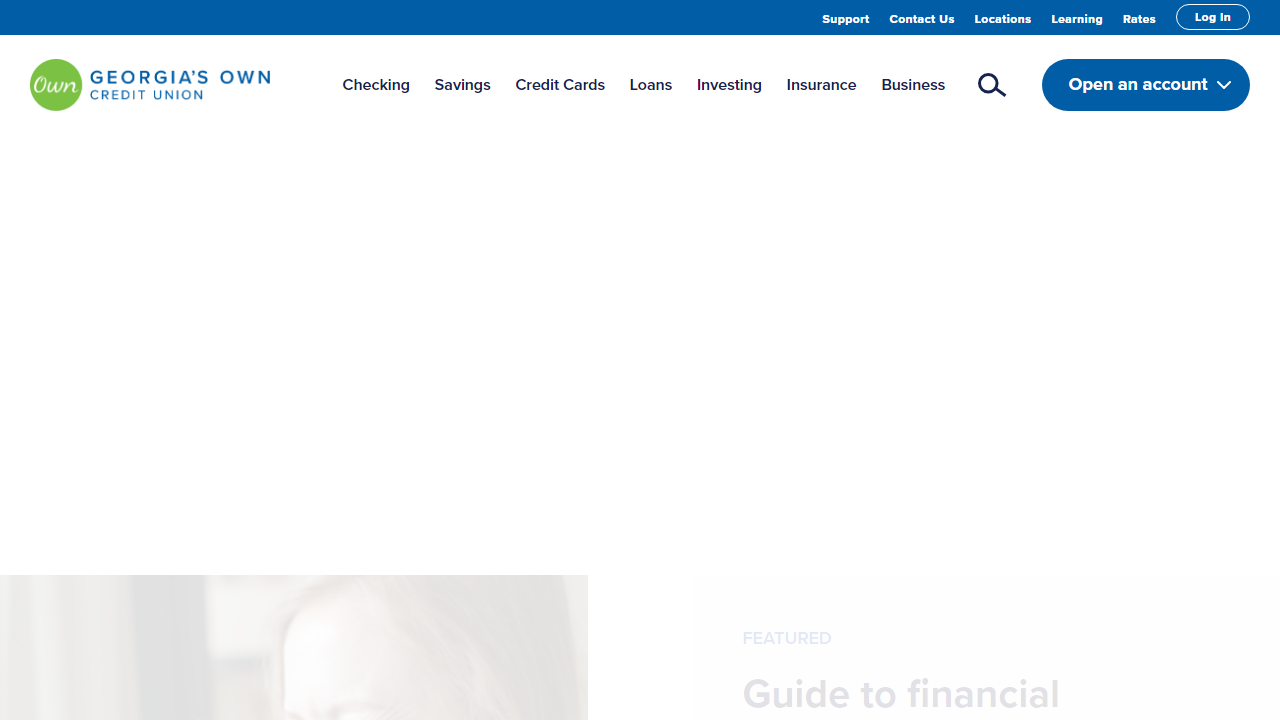 Support Contact Us Locations Learning Rates Log In
Own GEORGIA'S OWN
CREDIT UNION
Checking Savings Credit Cards Loans Investing Insurance Business Open an account
FEATURED
Guide to financial